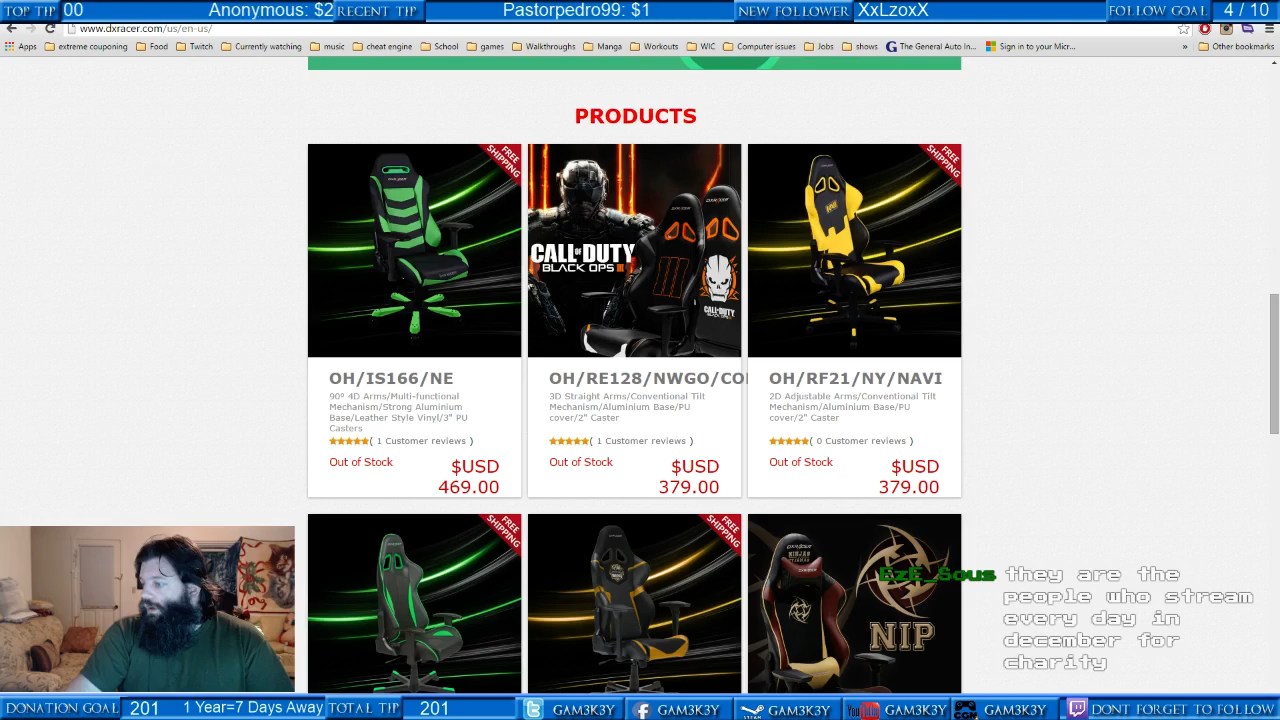 TOP TIP
Anonymous: $2
00
RECENT TIP
Pastorpedro99: $1
NEW FOLLOWER
XxLzoxX
FOLLOW GOAL
4 / 10
www.dxracer.com/us/en-us/
Apps
extreme couponing
Food
Twitch
Currently watching
music
cheat engine
School
games
Walkthroughs
Manga
Workouts
WIC
Computer issues
Jobs
shows
The General Auto In...
Sign in to your Micr...
»
Other bookmarks
PRODUCTS
FREE SHIPPING
CALL OF DUTY
BLACK OPS III
FREE SHIPPING
OH/IS166/NE
90º 4D Arms/Multi-functional
Mechanism/Strong Aluminium
Base/Leather Style Vinyl/3" PU
Casters
( 1 Customer reviews )
Out of Stock
$USD
469.00
OH/RE128/NWGO/CO
3D Straight Arms/Conventional Tilt
Mechanism/Aluminium Base/PU
cover/2" Caster
( 1 Customer reviews )
Out of Stock
$USD
379.00
OH/RF21/NY/NAVI
2D Adjustable Arms/Conventional Tilt
Mechanism/Aluminium Base/PU
cover/2" Caster
( 0 Customer reviews )
Out of Stock
$USD
379.00
FREE SHIPPING
FREE SHIPPING
NIP
EzE_Sous they are the
people who stream
every day in
december for
charity
DONATION GOAL
201
1 Year=7 Days Away
TOTAL TIP
201
GAM3K3Y
GAM3K3Y
STEAM
GAM3K3Y
YouTube
GAM3K3Y
.COM
GAM3K3Y
DONT FORGET TO FOLLOW